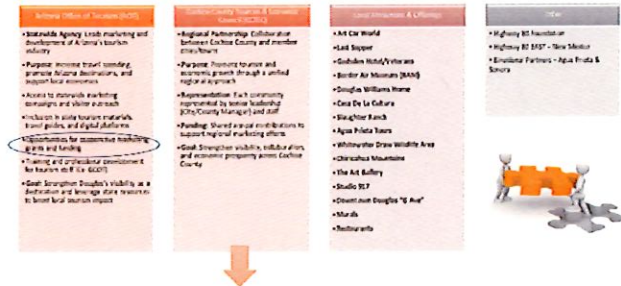 Arizona Office of Tourism (AOT)
• Statewide Agency: Leads marketing and
development of Arizona's tourism
industry
• Purpose: Increase travel spending,
promote Arizona destinations, and
support local economies
• Access to statewide marketing
campaigns and visitor outreach
• Inclusion in state tourism materials,
travel guides, and digital platforms
• Opportunities for cooperative marketing
grants and funding
• Training and professional development
for tourism staff (i.e. GCOT)
• Goal: Strengthen Douglas's visibility as a
destination and leverage state resources
to boost local tourism impact
Cochise County Tourism & Economic
Council (CCTEC)
• Regional Partnership: Collaboration
between Cochise County and member
cities/towns
• Purpose: Promote tourism and
economic growth through a unified
regional approach
• Representation: Each community
represented by senior leadership
(City/County Manager) and staff
• Funding: Shared annual contributions to
support regional marketing efforts
• Goal: Strengthen visibility, collaboration,
and economic prosperity across Cochise
County
Local Attractions & Offerings
• Art Car World
• Last Supper
• Gadsden Hotel/Veterans
• Border Air Museum (BAM)
• Douglas Williams Home
• Casa De La Cultura
• Slaughter Ranch
• Agua Prieta Tours
• Whitewater Draw Wildlife Area
• Chiricahua Mountains
• The Art Gallery
• Studio 917
• Downtown Douglas "G Ave"
• Murals
• Restaurants
Other
• Highway 80 Foundation
• Highway 80 EAST – New Mexico
• Binational Partners – Agua Prieta &
Sonora